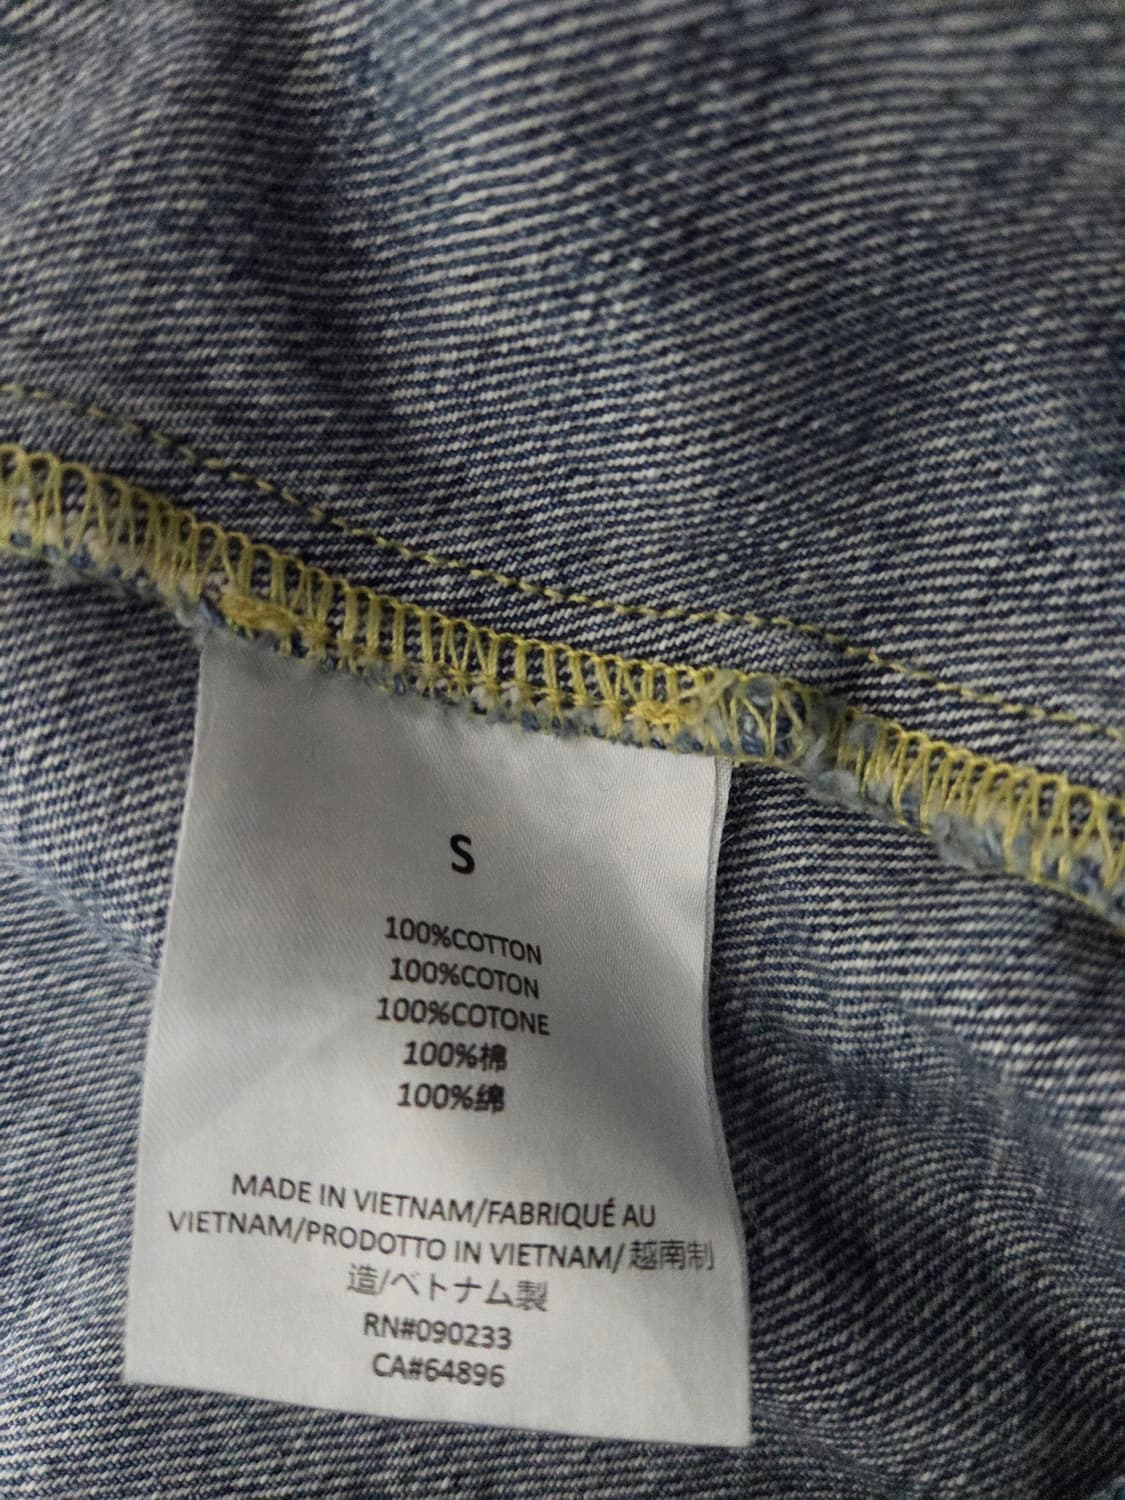 S
100%COTTON
100%COTON
100%COTONE
100%棉
100%綿
MADE IN VIETNAM/FABRIQUÉ AU
VIETNAM/PRODOTTO IN VIETNAM/ 越南制
造/ベトナム製
RN#090233
CA#64896